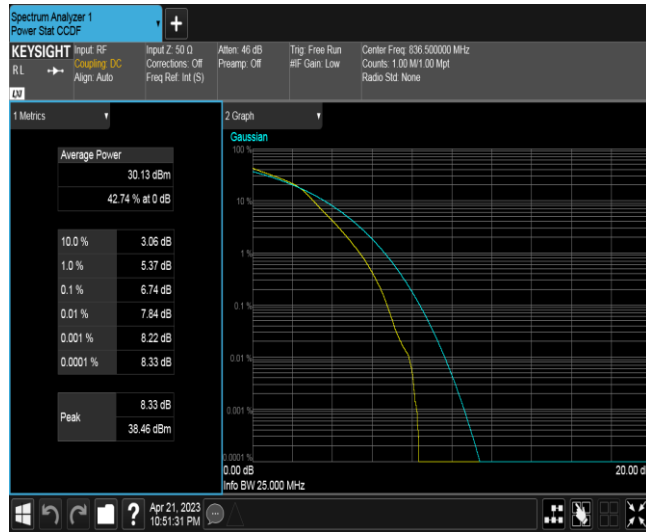 Spectrum Analyzer 1
Power Stat CCDF
+
KEYSIGHT
RL
LXI
Input: RF
Coupling: DC
Align: Auto
Input Z: 50 Ω
Corrections: Off
Freq Ref: Int (S)
Atten: 46 dB
Preamp: Off
Trig: Free Run
#IF Gain: Low
Center Freq: 836.500000 MHz
Counts: 1.00 M/1.00 Mpt
Radio Std: None
1 Metrics
Average Power
30.13 dBm
42.74 % at 0 dB
10.0 % 3.06 dB
1.0 % 5.37 dB
0.1 % 6.74 dB
0.01 % 7.84 dB
0.001 % 8.22 dB
0.0001 % 8.33 dB
Peak
8.33 dB
38.46 dBm
2 Graph
Gaussian
100 %
10 %
1 %
0.1 %
0.01 %
0.001 %
0.0001 %
0.00 dB
20.00 d
Info BW 25.000 MHz
?
Apr 21, 2023
10:51:31 PM